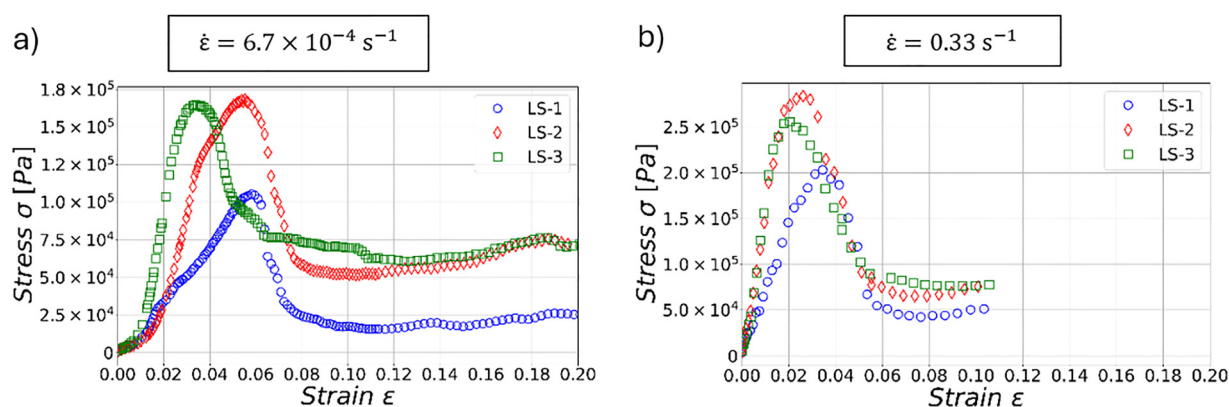 a)
ε̇ = 6.7 × 10⁻⁴ s⁻¹
1.8 × 10⁵
1.5 × 10⁵
1.2 × 10⁵
1.0 × 10⁵
7.5 × 10⁴
5.0 × 10⁴
2.5 × 10⁴
0
Stress σ [Pa]
LS-1
LS-2
LS-3
0.00 0.02 0.04 0.06 0.08 0.10 0.12 0.14 0.16 0.18 0.20
Strain ε
b)
ε̇ = 0.33 s⁻¹
2.5 × 10⁵
2.0 × 10⁵
1.5 × 10⁵
1.0 × 10⁵
5.0 × 10⁴
0
Stress σ [Pa]
LS-1
LS-2
LS-3
0.00 0.02 0.04 0.06 0.08 0.10 0.12 0.14 0.16 0.18 0.20
Strain ε